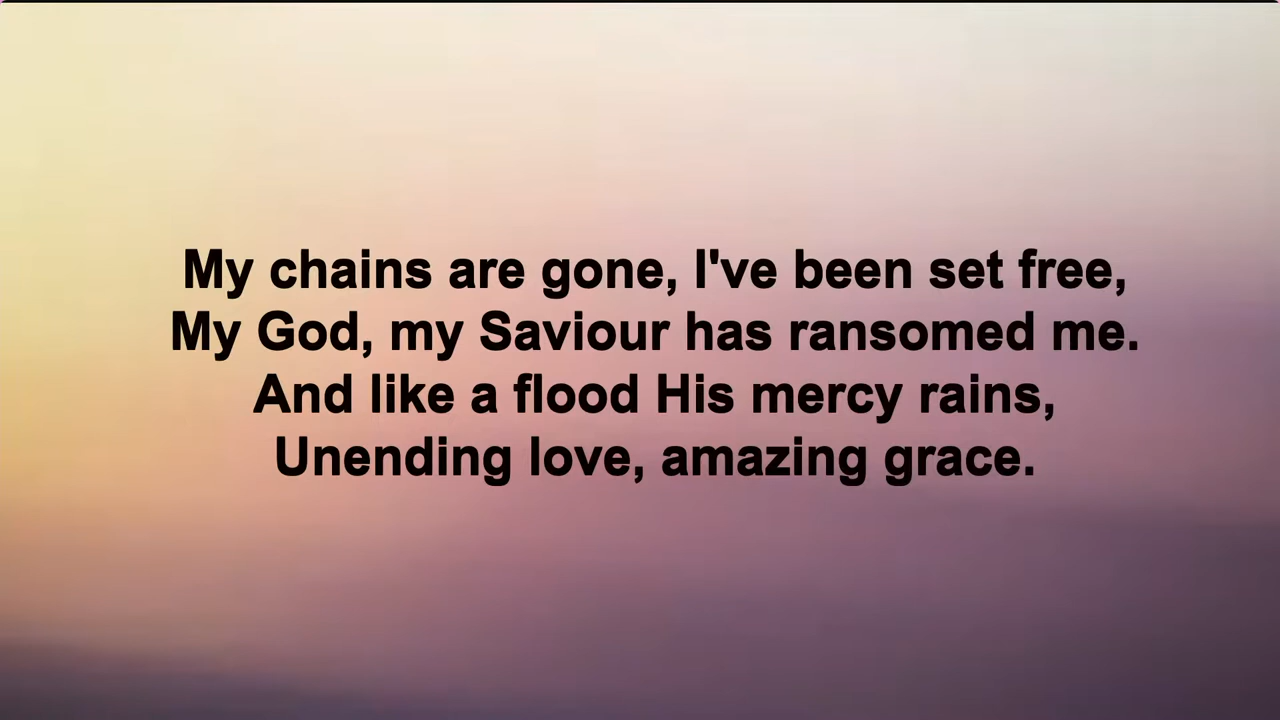 My chains are gone, I've been set free,
My God, my Saviour has ransomed me.
And like a flood His mercy rains,
Unending love, amazing grace.